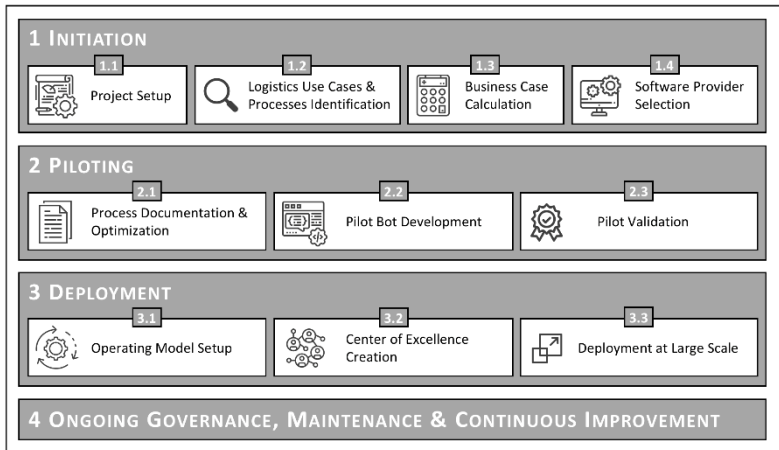 1 INITIATION
1.1
Project Setup
1.2
Logistics Use Cases &
Processes Identification
1.3
Business Case
Calculation
1.4
Software Provider
Selection
2 PILOTING
2.1
Process Documentation &
Optimization
2.2
Pilot Bot Development
2.3
Pilot Validation
3 DEPLOYMENT
3.1
Operating Model Setup
3.2
Center of Excellence
Creation
3.3
Deployment at Large Scale
4 ONGOING GOVERNANCE, MAINTENANCE & CONTINUOUS IMPROVEMENT